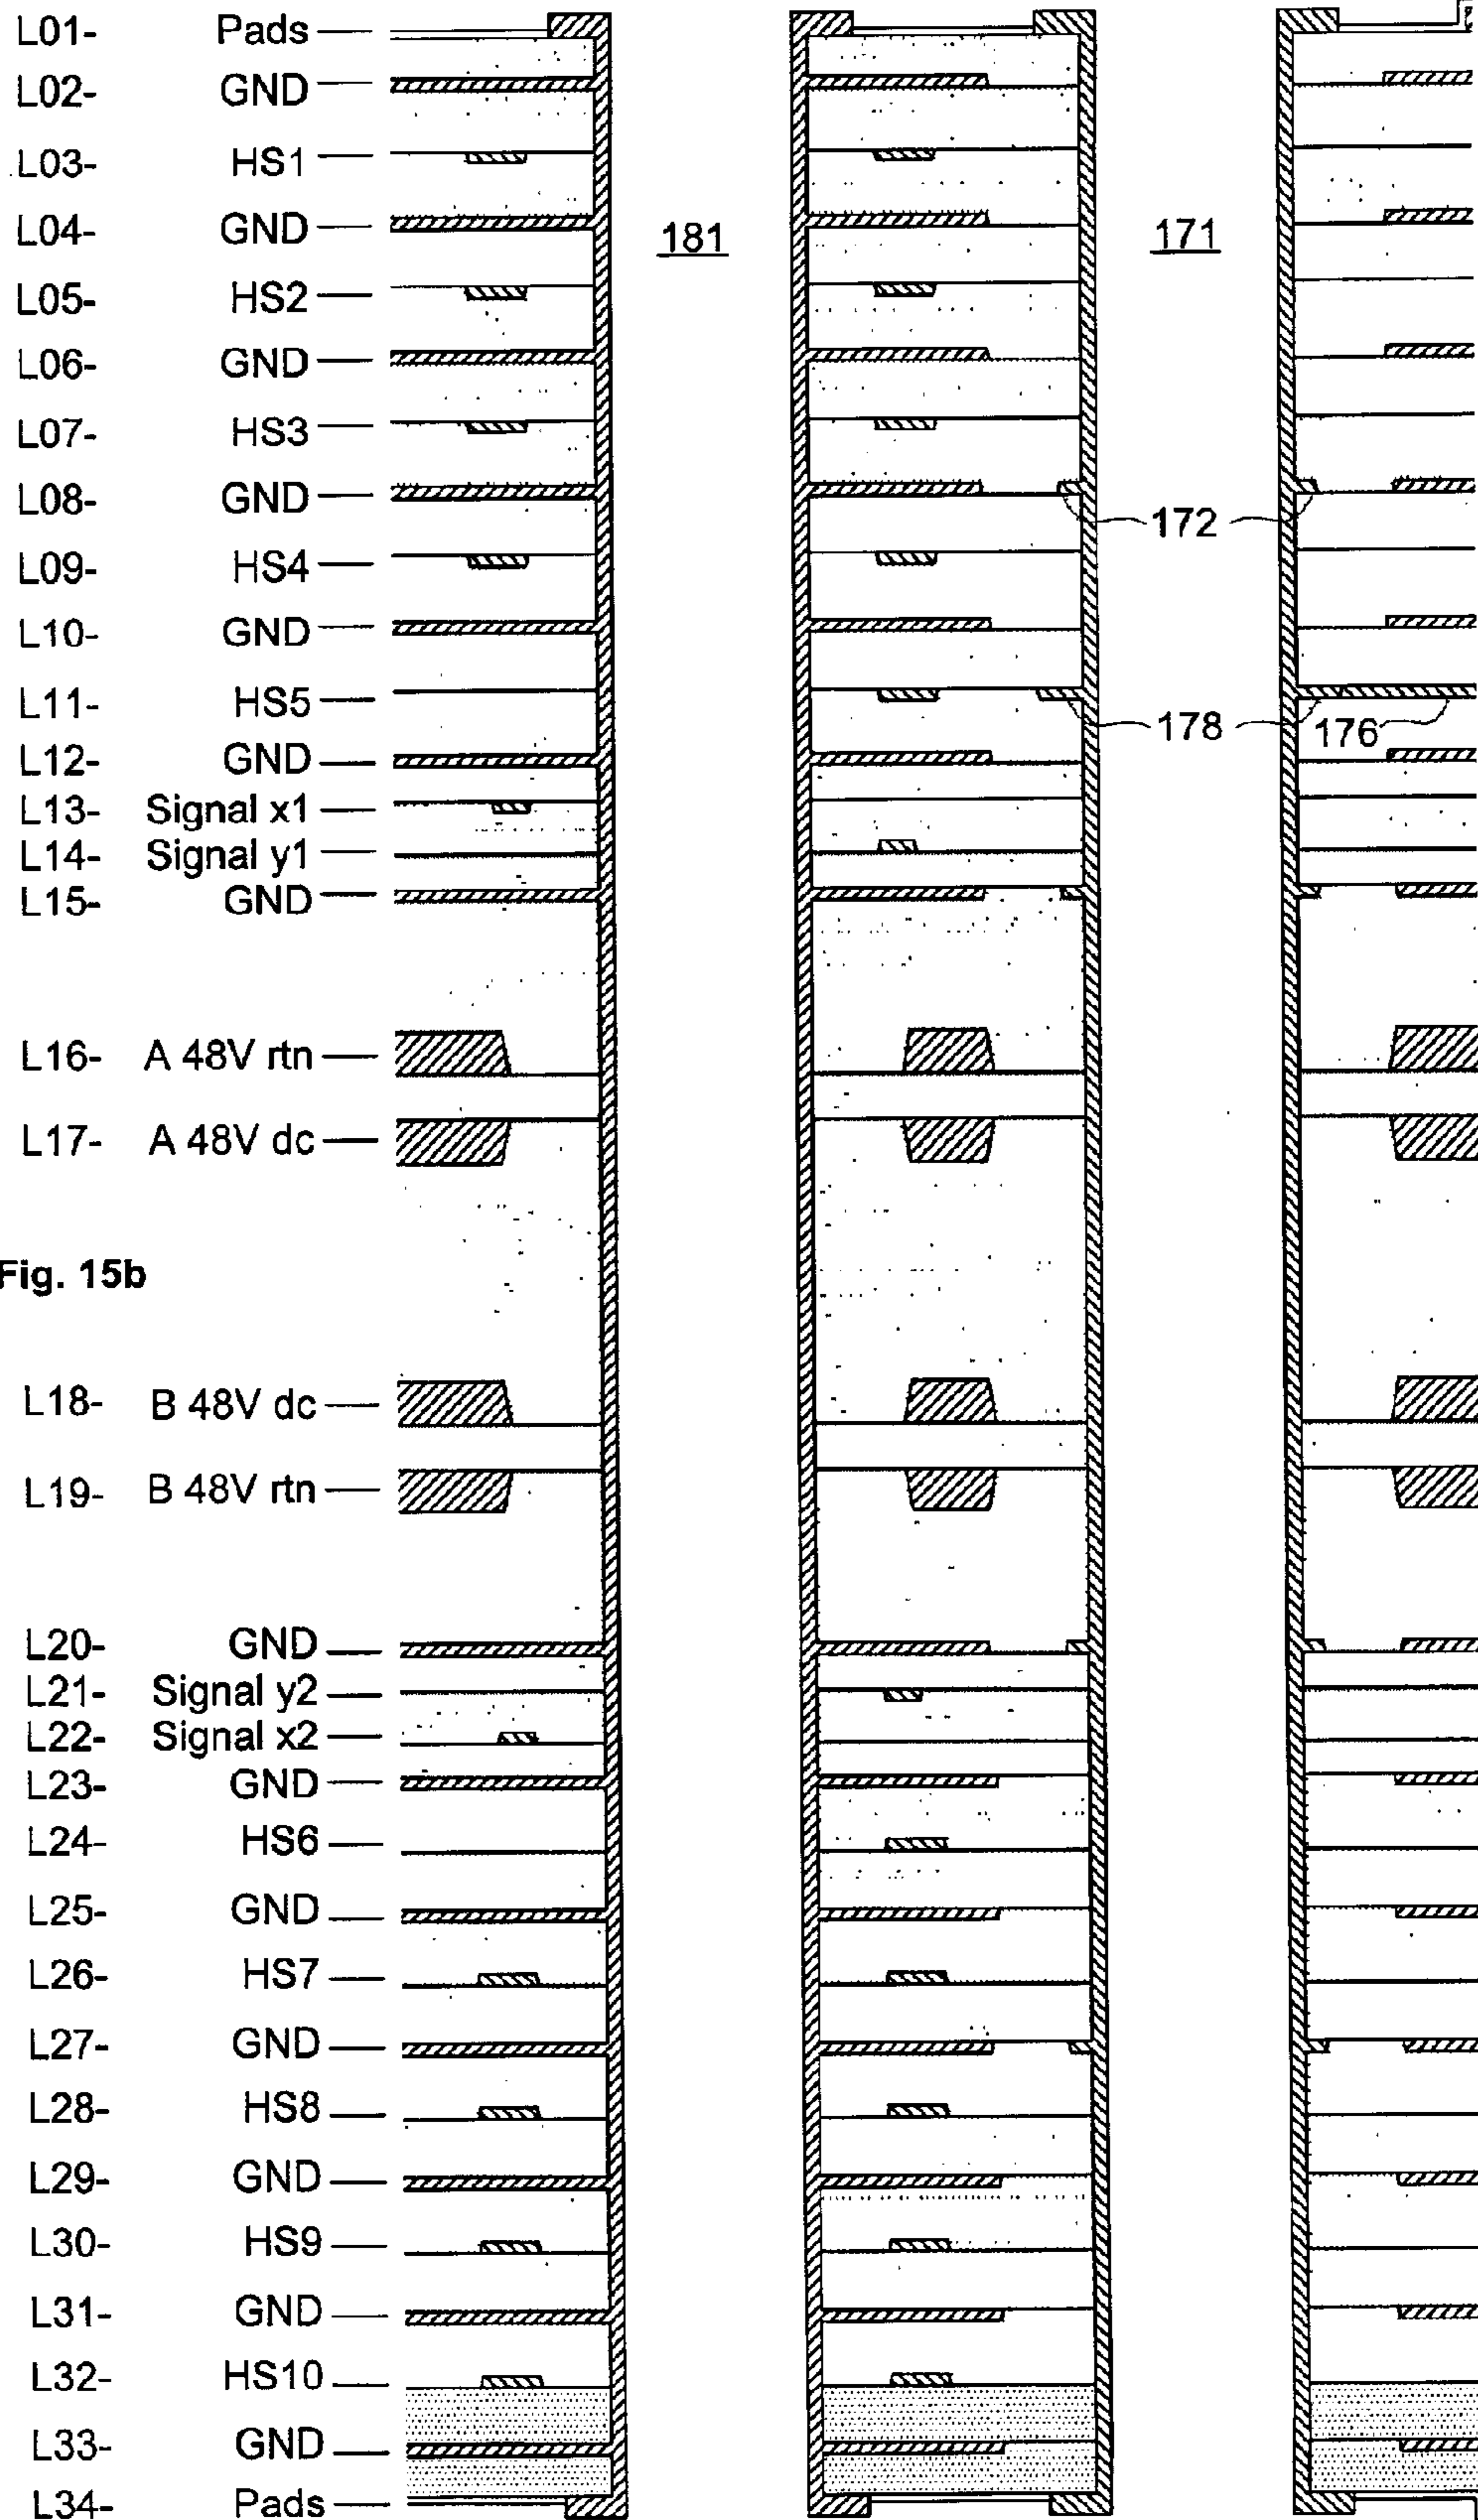 L01- Pads
L02- GND
L03- HS1
L04- GND
181 171
L05- HS2
L06- GND
L07- HS3
L08- GND
172
L09- HS4
L10- GND
L11- HS5
178 176
L12- GND
L13- Signal x1
L14- Signal y1
L15- GND
L16- A 48V rtn
L17- A 48V dc
Fig. 15b
L18- B 48V dc
L19- B 48V rtn
L20- GND
L21- Signal y2
L22- Signal x2
L23- GND
L24- HS6
L25- GND
L26- HS7
L27- GND
L28- HS8
L29- GND
L30- HS9
L31- GND
L32- HS10
L33- GND
L34- Pads